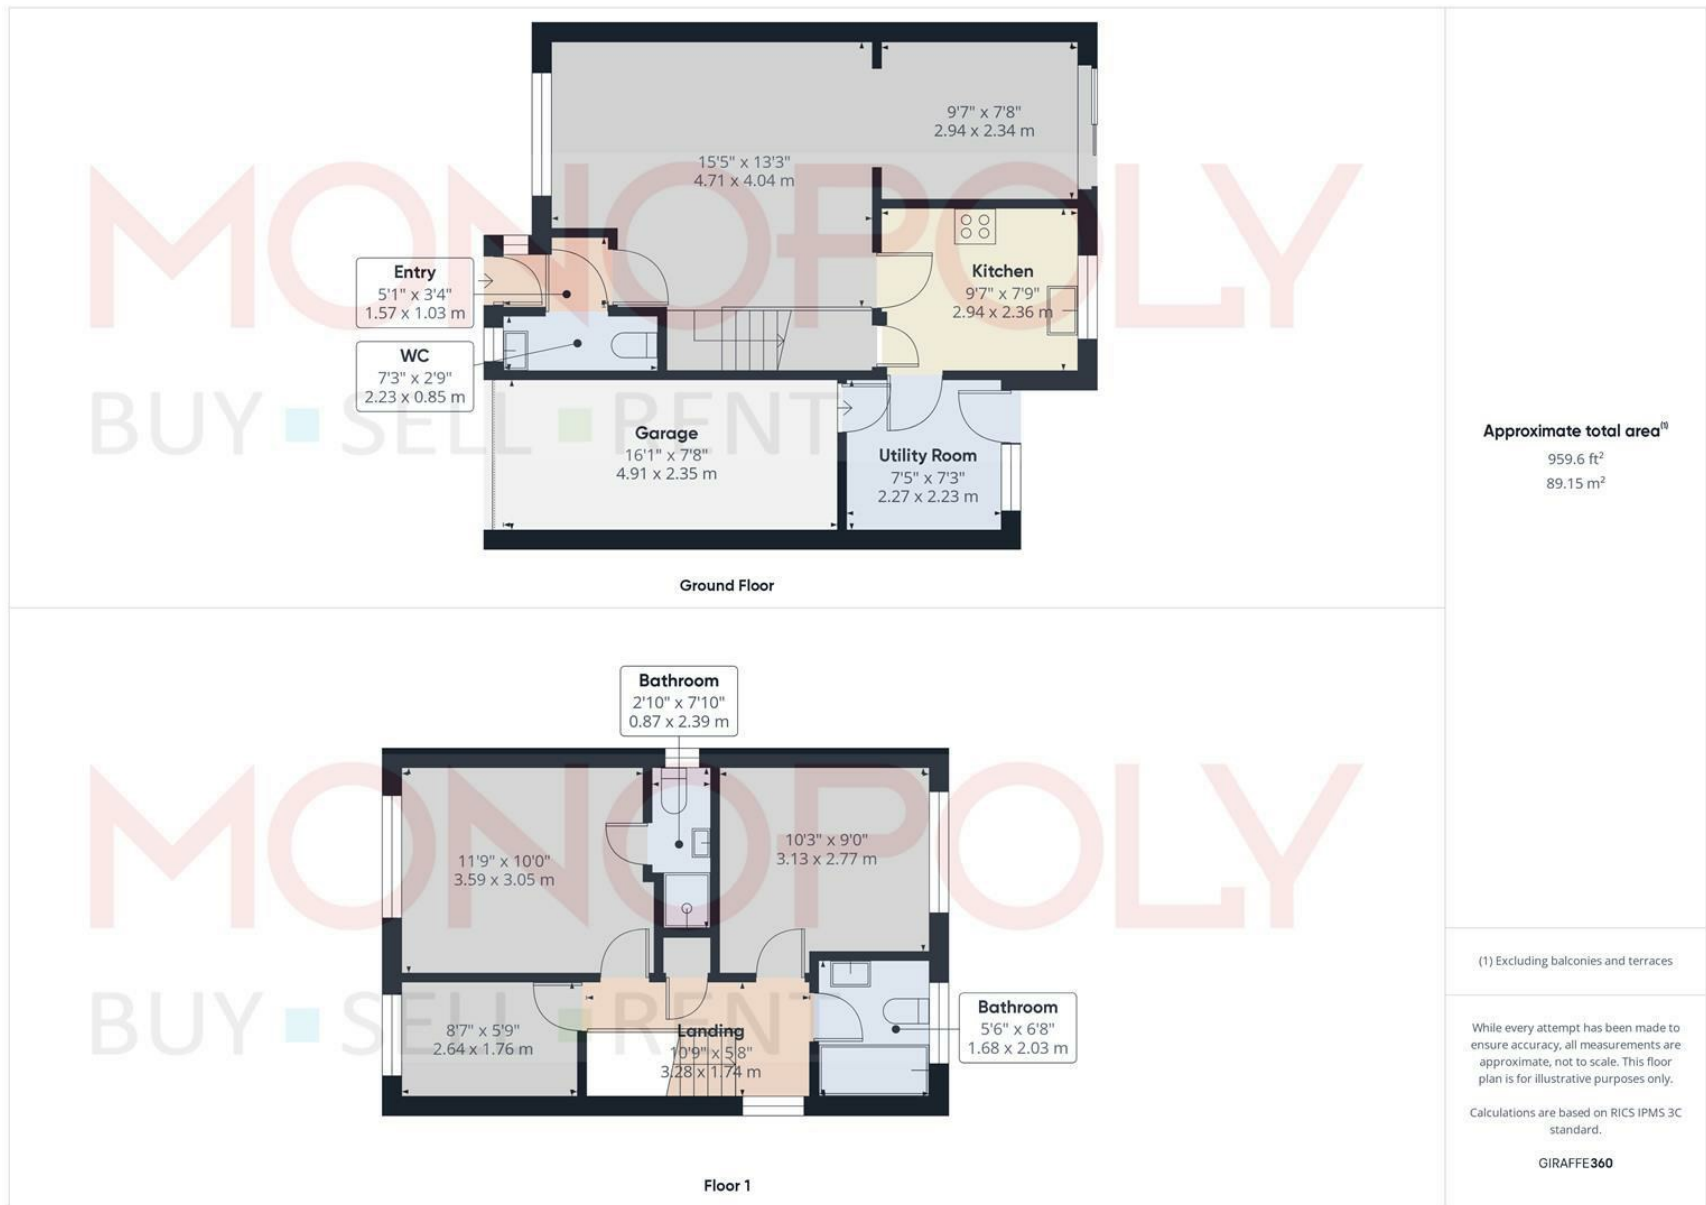 9'7" x 7'8"
2.94 x 2.34 m
15'5" x 13'3"
4.71 x 4.04 m
MONOPOLY
BUY SELL RENT
Entry
5'1" x 3'4"
1.57 x 1.03 m
Kitchen
9'7" x 7'9"
2.94 x 2.36 m
WC
7'3" x 2'9"
2.23 x 0.85 m
Garage
16'1" x 7'8"
4.91 x 2.35 m
Utility Room
7'5" x 7'3"
2.27 x 2.23 m
Ground Floor
Bathroom
2'10" x 7'10"
0.87 x 2.39 m
MONOPOLY
BUY SELL RENT
11'9" x 10'0"
3.59 x 3.05 m
10'3" x 9'0"
3.13 x 2.77 m
8'7" x 5'9"
2.64 x 1.76 m
Landing
10'9" x 5'8"
3.28 x 1.74 m
Bathroom
5'6" x 6'8"
1.68 x 2.03 m
Floor 1
Approximate total area(1)
959.6 ft²
89.15 m²
(1) Excluding balconies and terraces
While every attempt has been made to
ensure accuracy, all measurements are
approximate, not to scale. This floor
plan is for illustrative purposes only.
Calculations are based on RICS IPMS 3C
standard.
GIRAFFE360